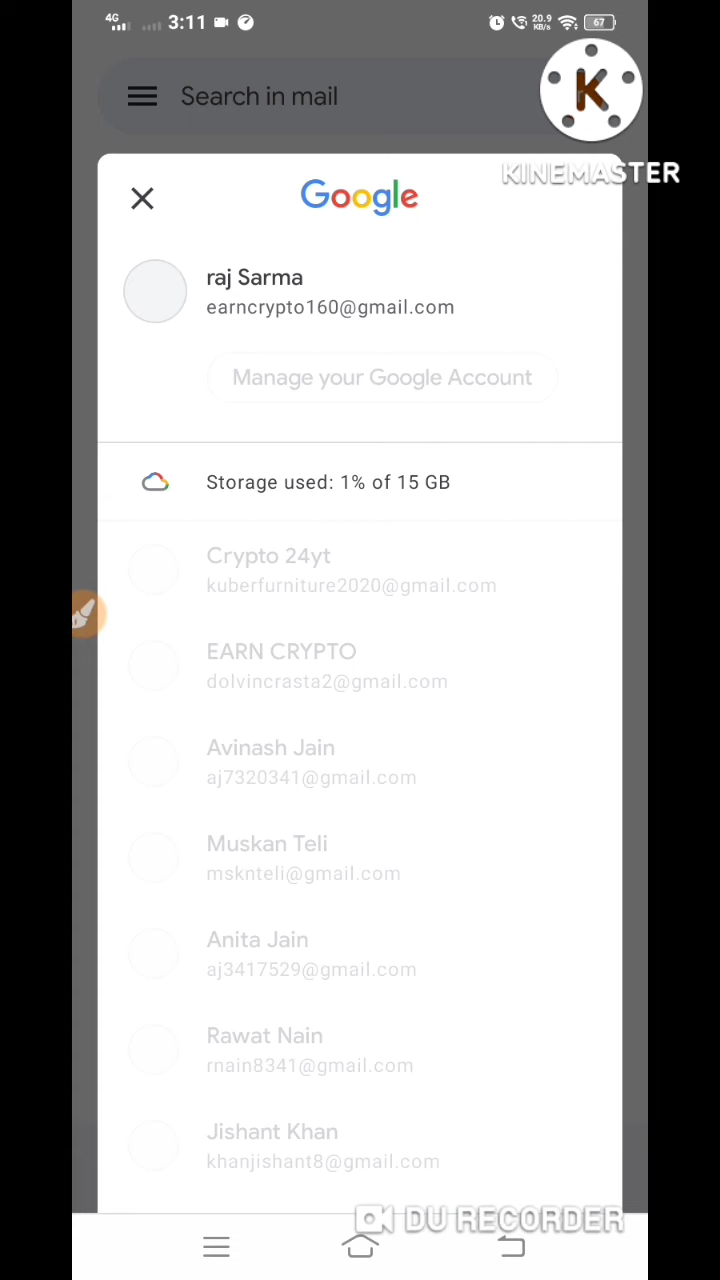 4G
3:11
20.9
KB/s
67
Search in mail
K
KINEMASTER
Google
raj Sarma
earncrypto160@gmail.com
Manage your Google Account
Storage used: 1% of 15 GB
Crypto 24yt
kuberfurniture2020@gmail.com
EARN CRYPTO
dolvincrasta2@gmail.com
Avinash Jain
aj7320341@gmail.com
Muskan Teli
msknteli@gmail.com
Anita Jain
aj3417529@gmail.com
Rawat Nain
rnain8341@gmail.com
Jishant Khan
khanjishant8@gmail.com
DU RECORDER